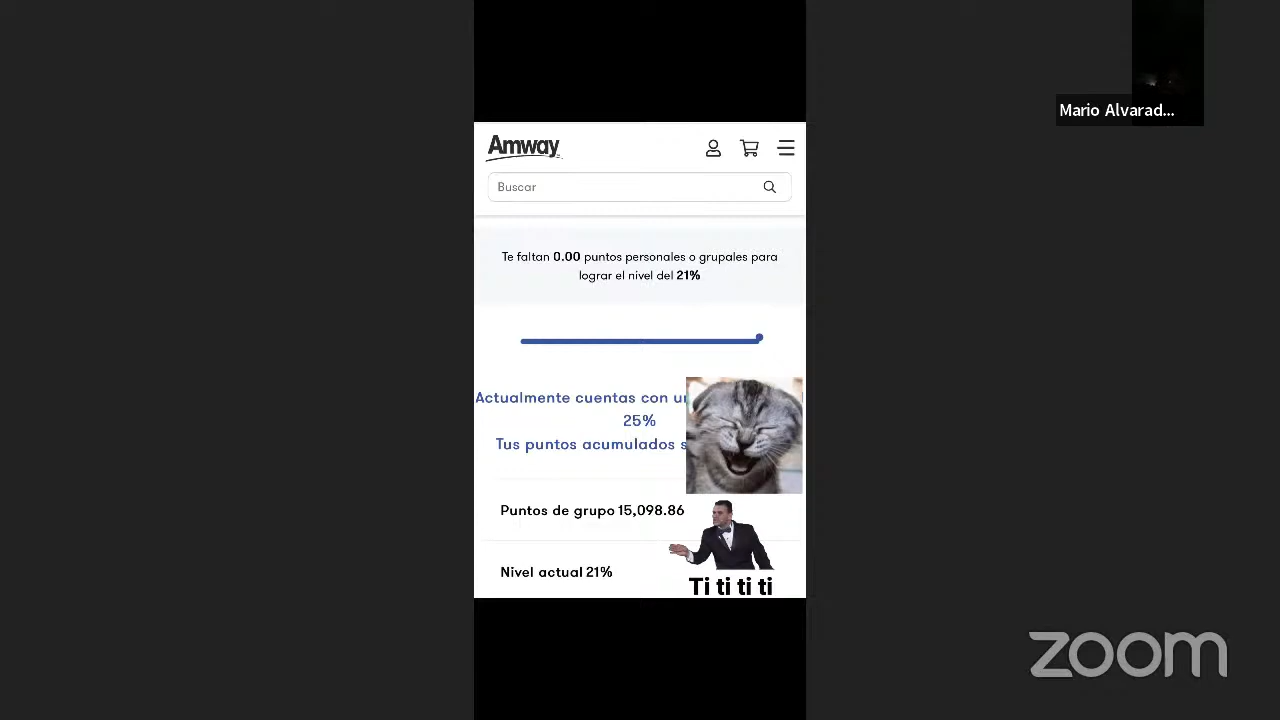 Mario Alvarad...
Amway
Buscar
Te faltan 0.00 puntos personales o grupales para
lograr el nivel del 21%
Actualmente cuentas con un
25%
Tus puntos acumulados s
Puntos de grupo 15,098.86
Nivel actual 21%
Ti ti ti ti
zoom